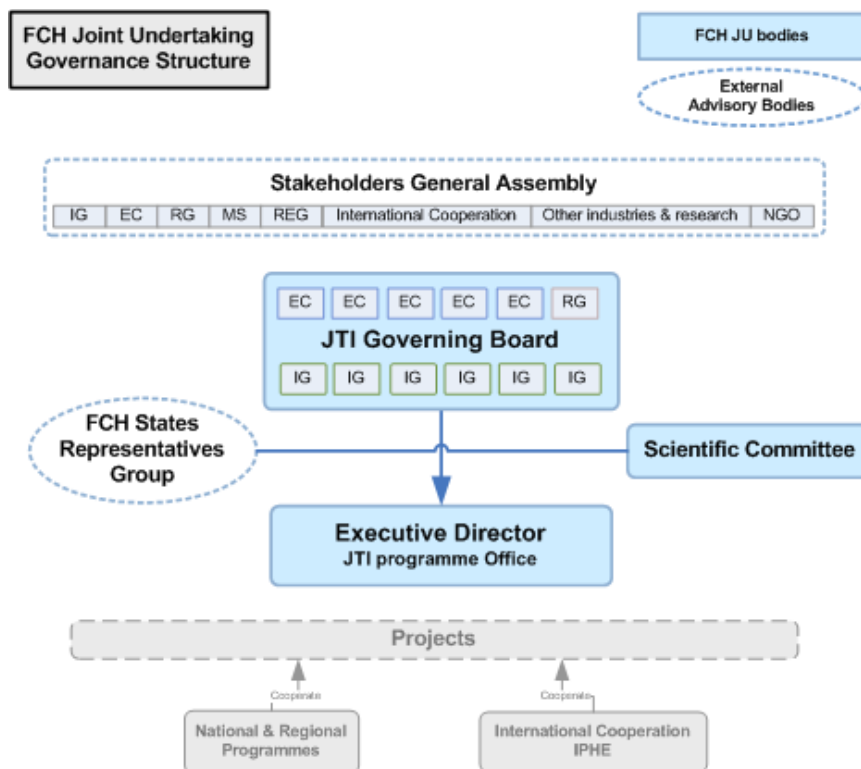 FCH Joint Undertaking
Governance Structure
FCH JU bodies
External
Advisory Bodies
Stakeholders General Assembly
IG EC RG MS REG International Cooperation Other industries & research NGO
EC EC EC EC EC RG
JTI Governing Board
IG IG IG IG IG IG
FCH States
Representatives
Group
Scientific Committee
Executive Director
JTI programme Office
Projects
Cooperate Cooperate
National & Regional
Programmes
International Cooperation
IPHE